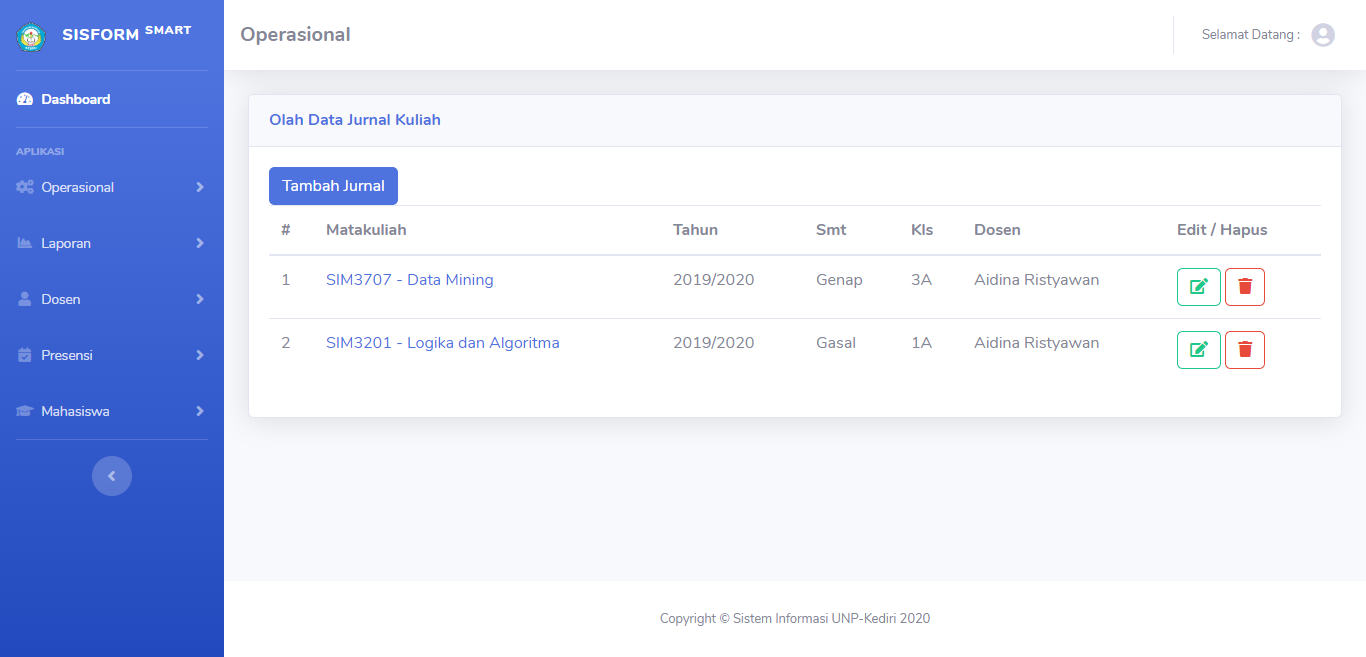 SISFORM SMART
Operasional
Selamat Datang :
Dashboard
APLIKASI
Operasional
Laporan
Dosen
Presensi
Mahasiswa
Olah Data Jurnal Kuliah
Tambah Jurnal
# Matakuliah Tahun Smt Kls Dosen Edit / Hapus
1 SIM3707 - Data Mining 2019/2020 Genap 3A Aidina Ristyawan
2 SIM3201 - Logika dan Algoritma 2019/2020 Gasal 1A Aidina Ristyawan
Copyright © Sistem Informasi UNP-Kediri 2020